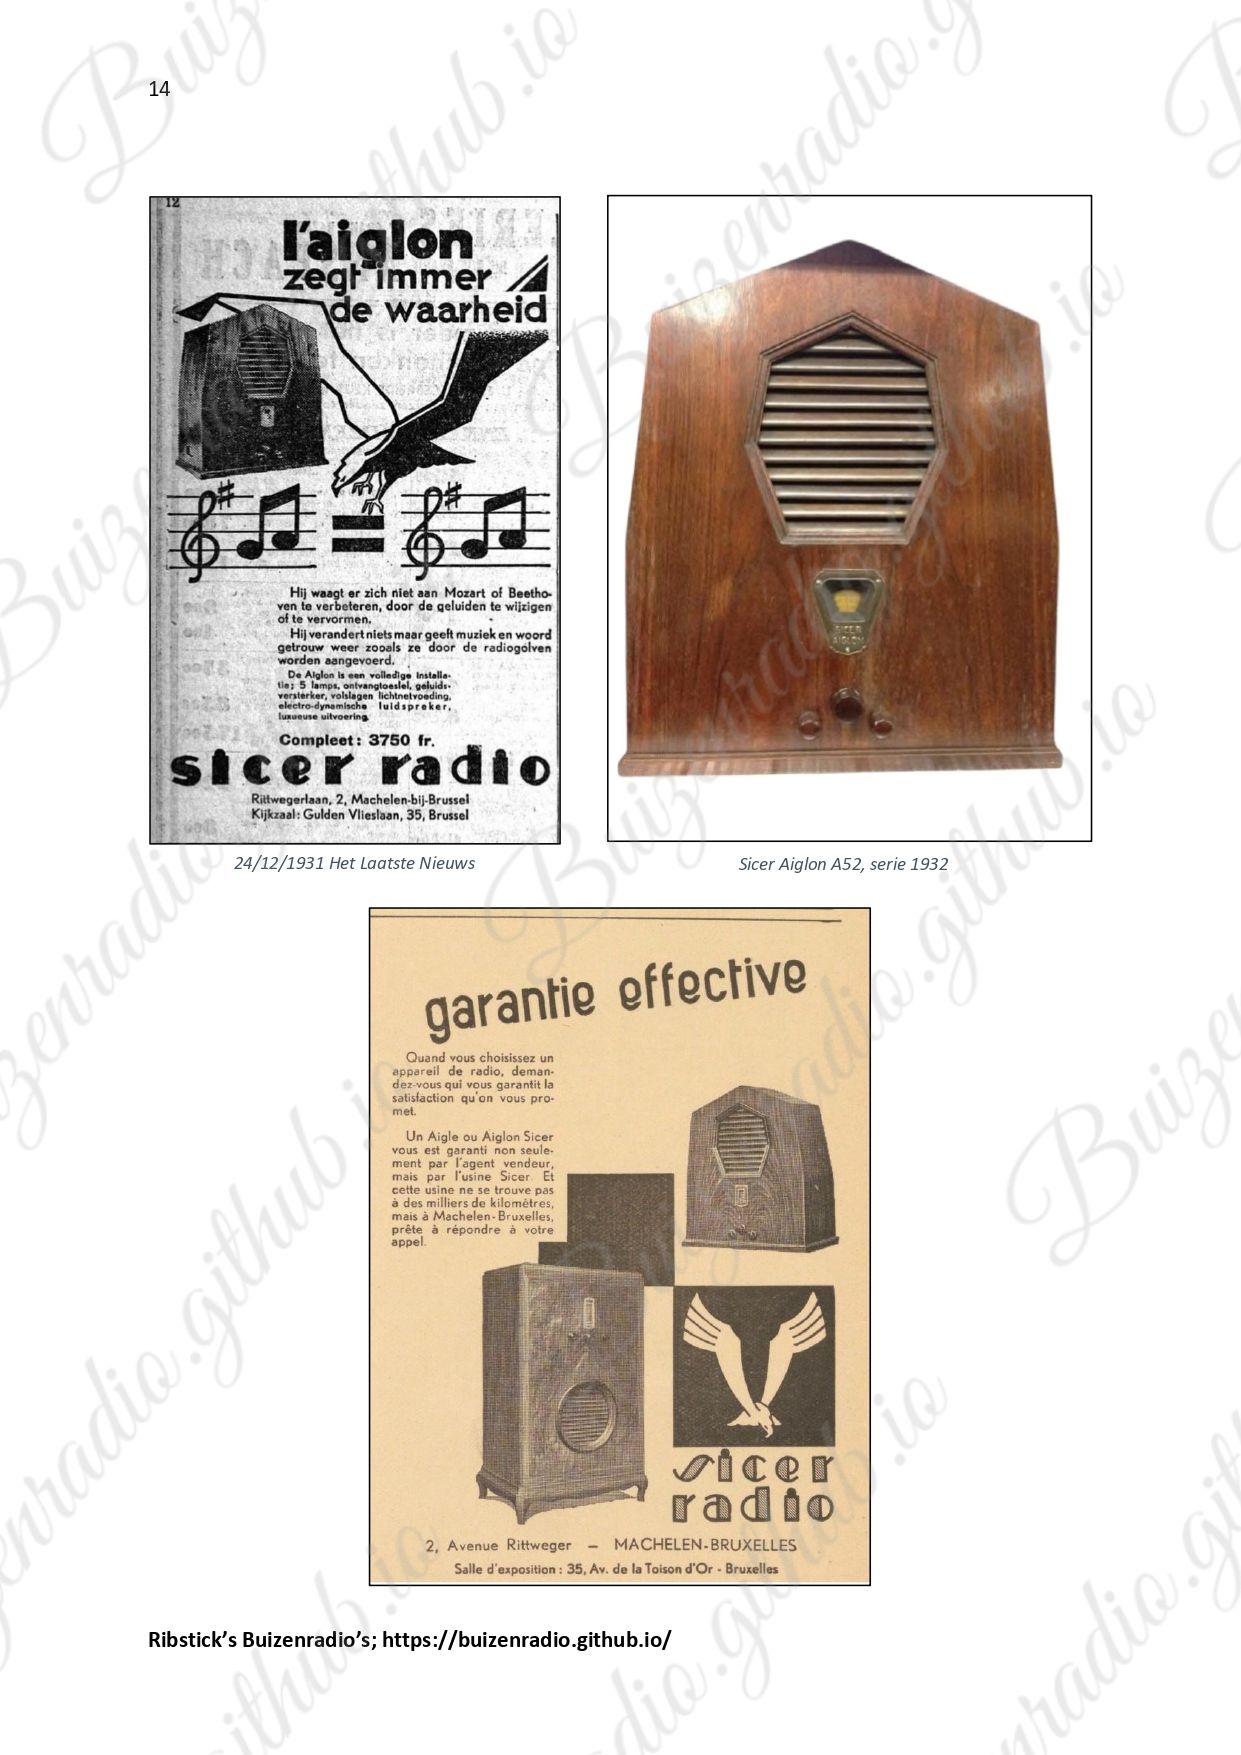 14
12
l'aiglon
zegt immer
de waarheid
Hij waagt er zich niet aan Mozart of Beetho-
ven te verbeteren, door de geluiden te wijzigen
of te vervormen.
Hij verandert niets maar geeft muziek en woord
getrouw weer zooals ze door de radiogolven
worden aangevoerd.
De Aiglon is een volledige installa-
tie; 5 lamps, ontvangtoestel, geluids-
versterker, volslagen lichtnetvoeding,
electro-dynamische luidspreker,
luxueuse uitvoering.
Compleet: 3750 fr.
sicer radio
Rittwegerlaan, 2, Machelen-bij-Brussel
Kijkzaal: Gulden Vlieslaan, 35, Brussel
24/12/1931 Het Laatste Nieuws
SICER
AIGLON
Sicer Aiglon A52, serie 1932
garantie effective
Quand vous choisissez un
appareil de radio, deman-
dez-vous qui vous garantit la
satisfaction qu'on vous pro-
met.
Un Aigle ou Aiglon Sicer
vous est garanti non seule-
ment par l'agent vendeur,
mais par l'usine Sicer. Et
cette usine ne se trouve pas
à des milliers de kilomètres,
mais à Machelen-Bruxelles,
prête à répondre à votre
appel.
sicer
radio
2, Avenue Rittweger — MACHELEN-BRUXELLES
Salle d'exposition : 35, Av. de la Toison d'Or - Bruxelles
Ribstick’s Buizenradio’s; https://buizenradio.github.io/
Buizenradio.github.io